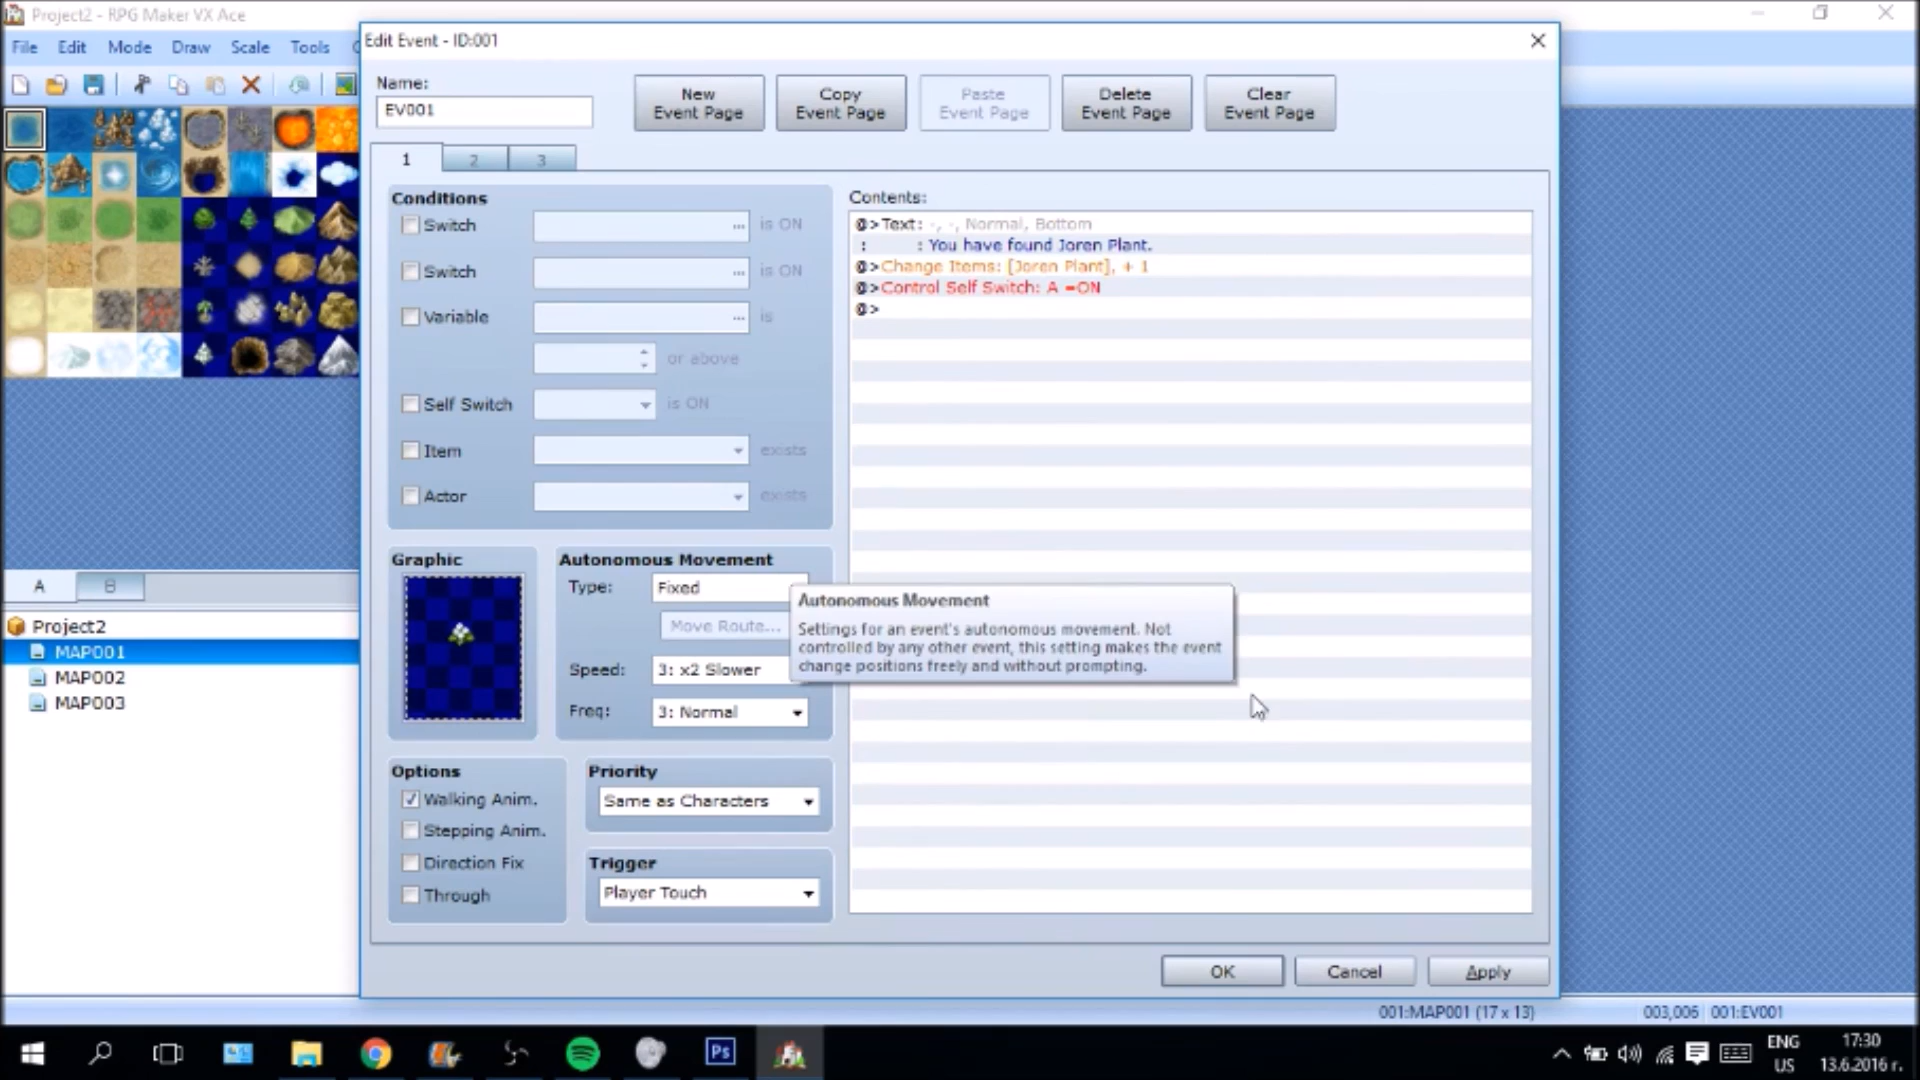 Project2 - RPG Maker VX Ace
File Edit Mode Draw Scale Tools
Edit Event - ID:001
Name:
EV001
New Event Page
Copy Event Page
Paste Event Page
Delete Event Page
Clear Event Page
1 2 3
Conditions
Switch ... is ON
Switch ... is ON
Variable ... is
or above
Self Switch is ON
Item exists
Actor exists
Graphic
Autonomous Movement
Type: Fixed
Move Route...
Speed: 3: x2 Slower
Freq: 3: Normal
Options
Walking Anim.
Stepping Anim.
Direction Fix
Through
Priority
Same as Characters
Trigger
Player Touch
Contents:
@>Text: -, -, Normal, Bottom
: : You have found Joren Plant.
@>Change Items: [Joren Plant], + 1
@>Control Self Switch: A =ON
@>
Autonomous Movement
Settings for an event's autonomous movement. Not
controlled by any other event, this setting makes the event
change positions freely and without prompting.
OK Cancel Apply
A B
Project2
MAP001
MAP002
MAP003
001:MAP001 (17 x 13) 003,006 001:EV001
Ps
ENG
US
17:30
13.6.2016 г.